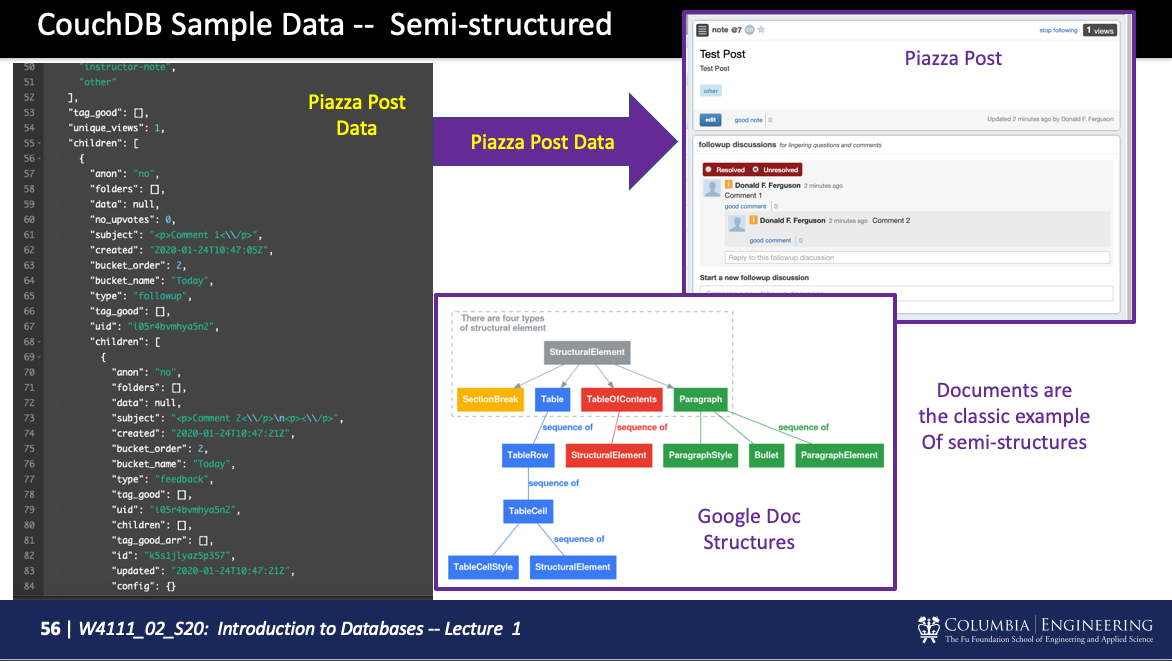 CouchDB Sample Data -- Semi-structured
50 "instructor-note",
51 "other"
52 ],
53 "tag_good": [],
54 "unique_views": 1,
55 "children": [
56 {
57 "anon": "no",
58 "folders": [],
59 "data": null,
60 "no_upvotes": 0,
61 "subject": "<p>Comment 1<\\/p>",
62 "created": "2020-01-24T10:47:05Z",
63 "bucket_order": 2,
64 "bucket_name": "Today",
65 "type": "followup",
66 "tag_good": [],
67 "uid": "i05r4bvmhya5n2",
68 "children": [
69 {
70 "anon": "no",
71 "folders": [],
72 "data": null,
73 "subject": "<p>Comment 2<\\/p>\n<p><\\/p>",
74 "created": "2020-01-24T10:47:21Z",
75 "bucket_order": 2,
76 "bucket_name": "Today",
77 "type": "feedback",
78 "tag_good": [],
79 "uid": "i05r4bvmhya5n2",
80 "children": [],
81 "tag_good_arr": [],
82 "id": "k5s1jlyaz5p357",
83 "updated": "2020-01-24T10:47:21Z",
84 "config": {}
Piazza Post
Data
Piazza Post Data
note @7
stop following
1 views
Test Post
Piazza Post
Test Post
other
edit
good note
0
Updated 2 minutes ago by Donald F. Ferguson
followup discussions for lingering questions and comments
Resolved Unresolved
i Donald F. Ferguson 2 minutes ago
Comment 1
good comment 0
i Donald F. Ferguson 2 minutes ago Comment 2
good comment 0
Reply to this followup discussion
Start a new followup discussion
There are four types
of structural element
StructuralElement
SectionBreak Table TableOfContents Paragraph
sequence of sequence of sequence of
TableRow StructuralElement ParagraphStyle Bullet ParagraphElement
sequence of
TableCell
sequence of
TableCellStyle StructuralElement
Google Doc
Structures
Documents are
the classic example
Of semi-structures
56 | W4111_02_S20: Introduction to Databases -- Lecture 1
COLUMBIA | ENGINEERING
The Fu Foundation School of Engineering and Applied Science